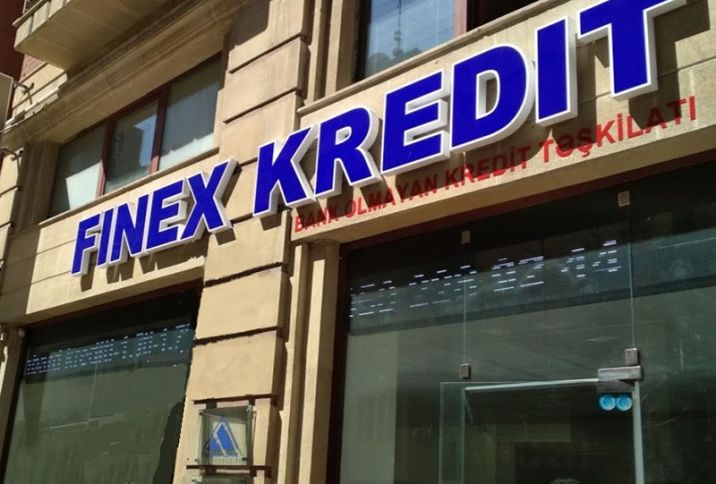 FINEX KREDIT
BANK OLMAYAN KREDİT TƏŞKİLATI